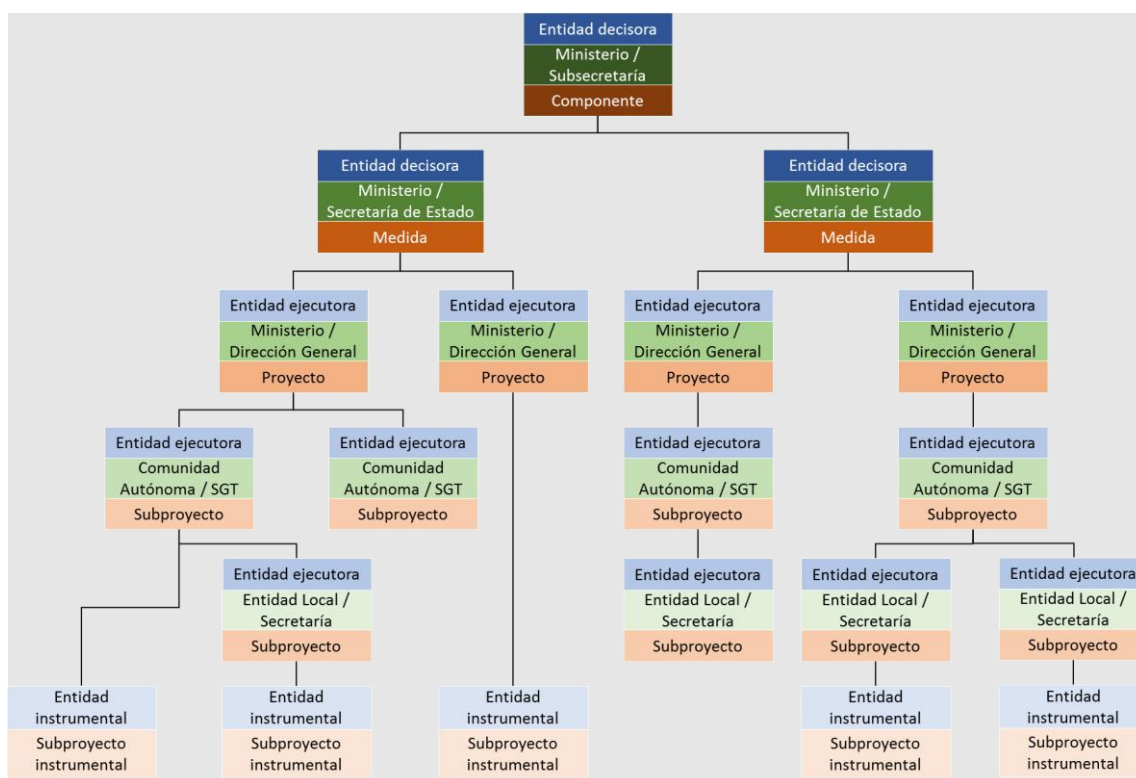 Entidad decisora
Ministerio /
Subsecretaría
Componente
Entidad decisora
Ministerio /
Secretaría de Estado
Medida
Entidad decisora
Ministerio /
Secretaría de Estado
Medida
Entidad ejecutora
Ministerio /
Dirección General
Proyecto
Entidad ejecutora
Ministerio /
Dirección General
Proyecto
Entidad ejecutora
Ministerio /
Dirección General
Proyecto
Entidad ejecutora
Ministerio /
Dirección General
Proyecto
Entidad ejecutora
Comunidad
Autónoma / SGT
Subproyecto
Entidad ejecutora
Comunidad
Autónoma / SGT
Subproyecto
Entidad ejecutora
Comunidad
Autónoma / SGT
Subproyecto
Entidad ejecutora
Comunidad
Autónoma / SGT
Subproyecto
Entidad ejecutora
Entidad Local /
Secretaría
Subproyecto
Entidad ejecutora
Entidad Local /
Secretaría
Subproyecto
Entidad ejecutora
Entidad Local /
Secretaría
Subproyecto
Entidad ejecutora
Entidad Local /
Secretaría
Subproyecto
Entidad
instrumental
Subproyecto
instrumental
Entidad
instrumental
Subproyecto
instrumental
Entidad
instrumental
Subproyecto
instrumental
Entidad
instrumental
Subproyecto
instrumental
Entidad
instrumental
Subproyecto
instrumental